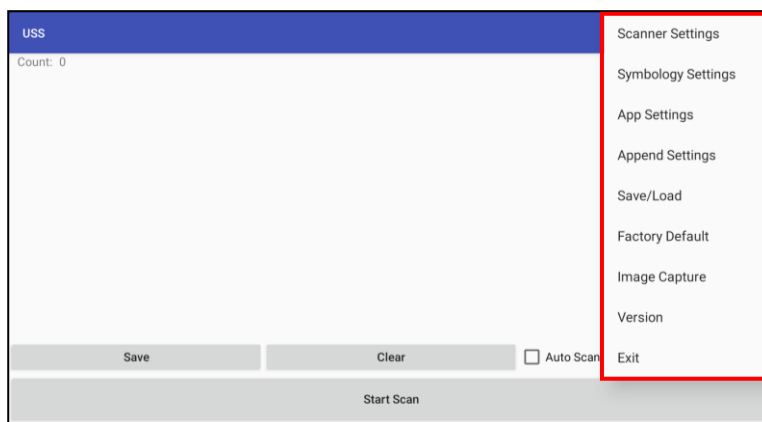 USS
Count: 0
Scanner Settings
Symbology Settings
App Settings
Append Settings
Save/Load
Factory Default
Image Capture
Version
Exit
Save
Clear
Auto Scan
Start Scan